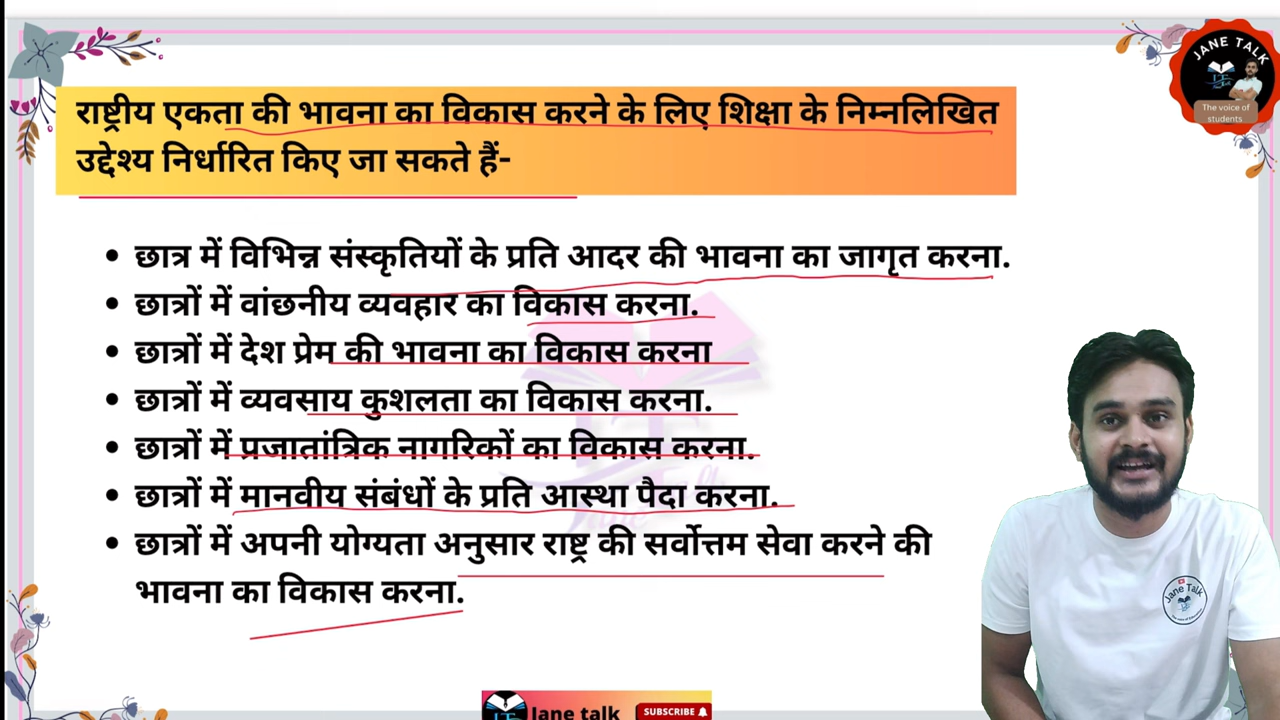 राष्ट्रीय एकता की भावना का विकास करने के लिए शिक्षा के निम्नलिखित
उद्देश्य निर्धारित किए जा सकते हैं-
• छात्र में विभिन्न संस्कृतियों के प्रति आदर की भावना का जागृत करना.
• छात्रों में वांछनीय व्यवहार का विकास करना.
• छात्रों में देश प्रेम की भावना का विकास करना
• छात्रों में व्यवसाय कुशलता का विकास करना.
• छात्रों में प्रजातांत्रिक नागरिकों का विकास करना.
• छात्रों में मानवीय संबंधों के प्रति आस्था पैदा करना.
• छात्रों में अपनी योग्यता अनुसार राष्ट्र की सर्वोत्तम सेवा करने की
भावना का विकास करना.
JANE TALK
The voice of
students
Jane Talk
Jane talk
SUBSCRIBE